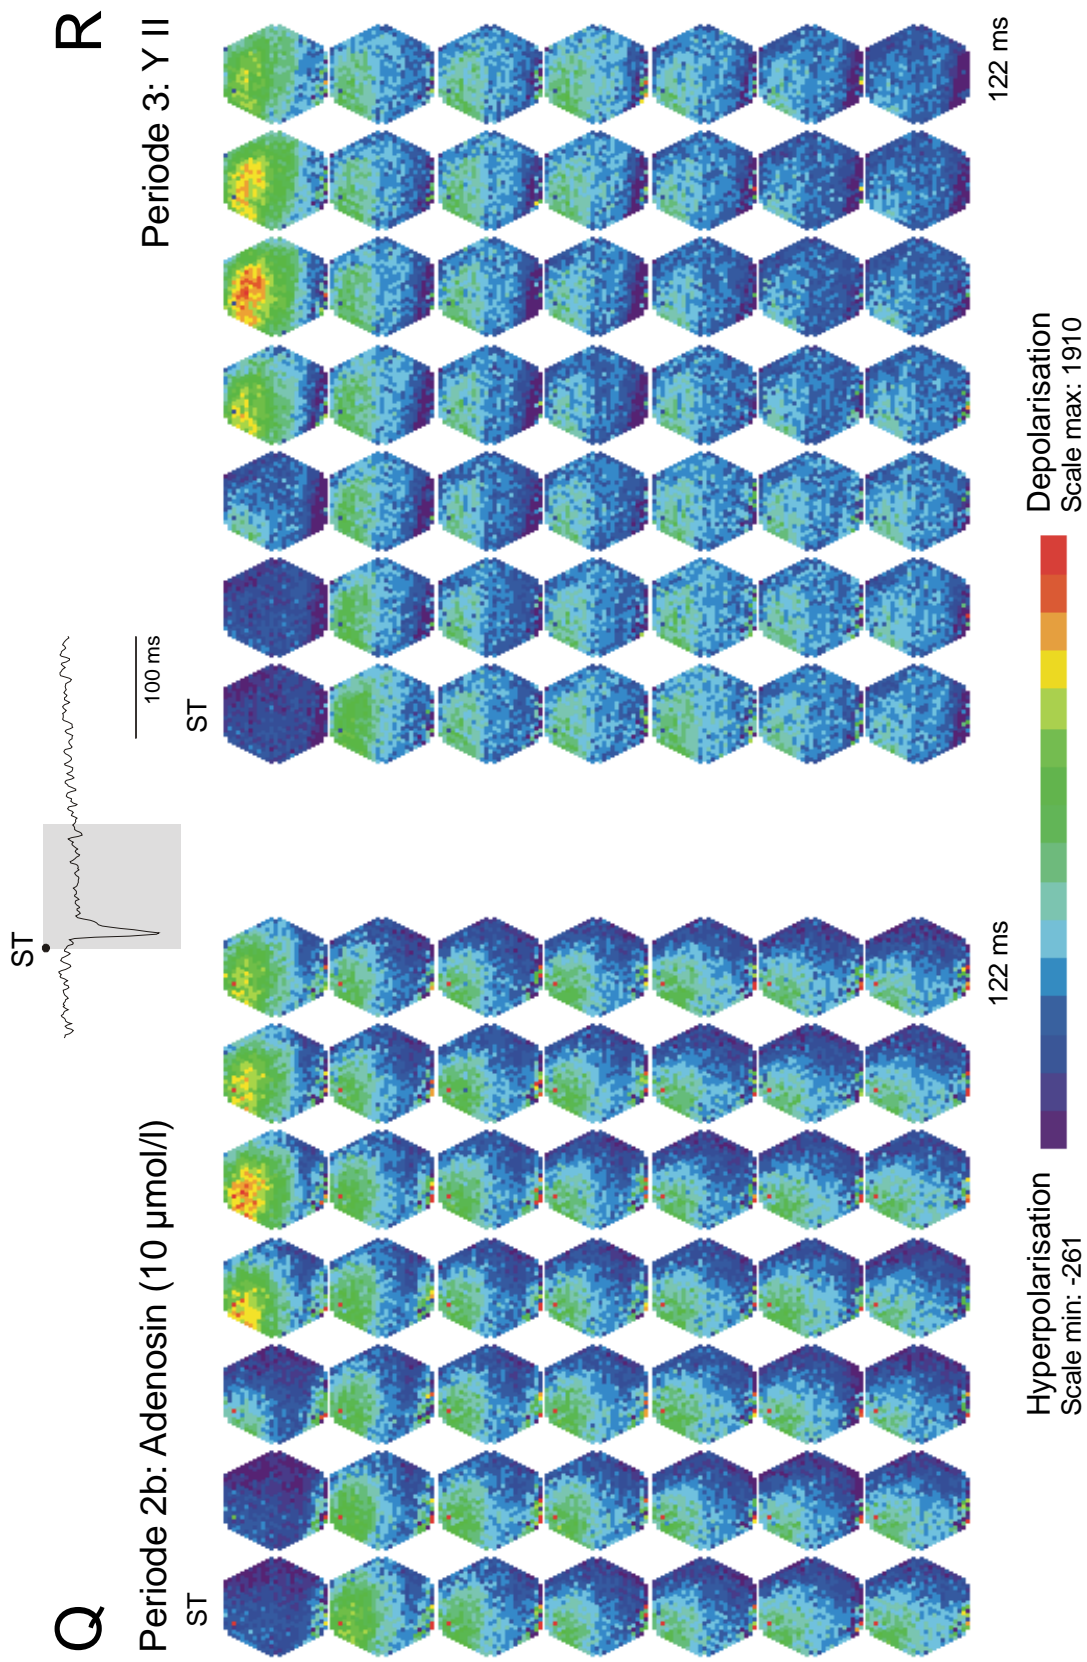 Q
Periode 2b: Adenosin (10 µmol/l)
ST
122 ms
ST
100 ms
R
Periode 3: Y II
ST
122 ms
Hyperpolarisation
Scale min: -261
Depolarisation
Scale max: 1910